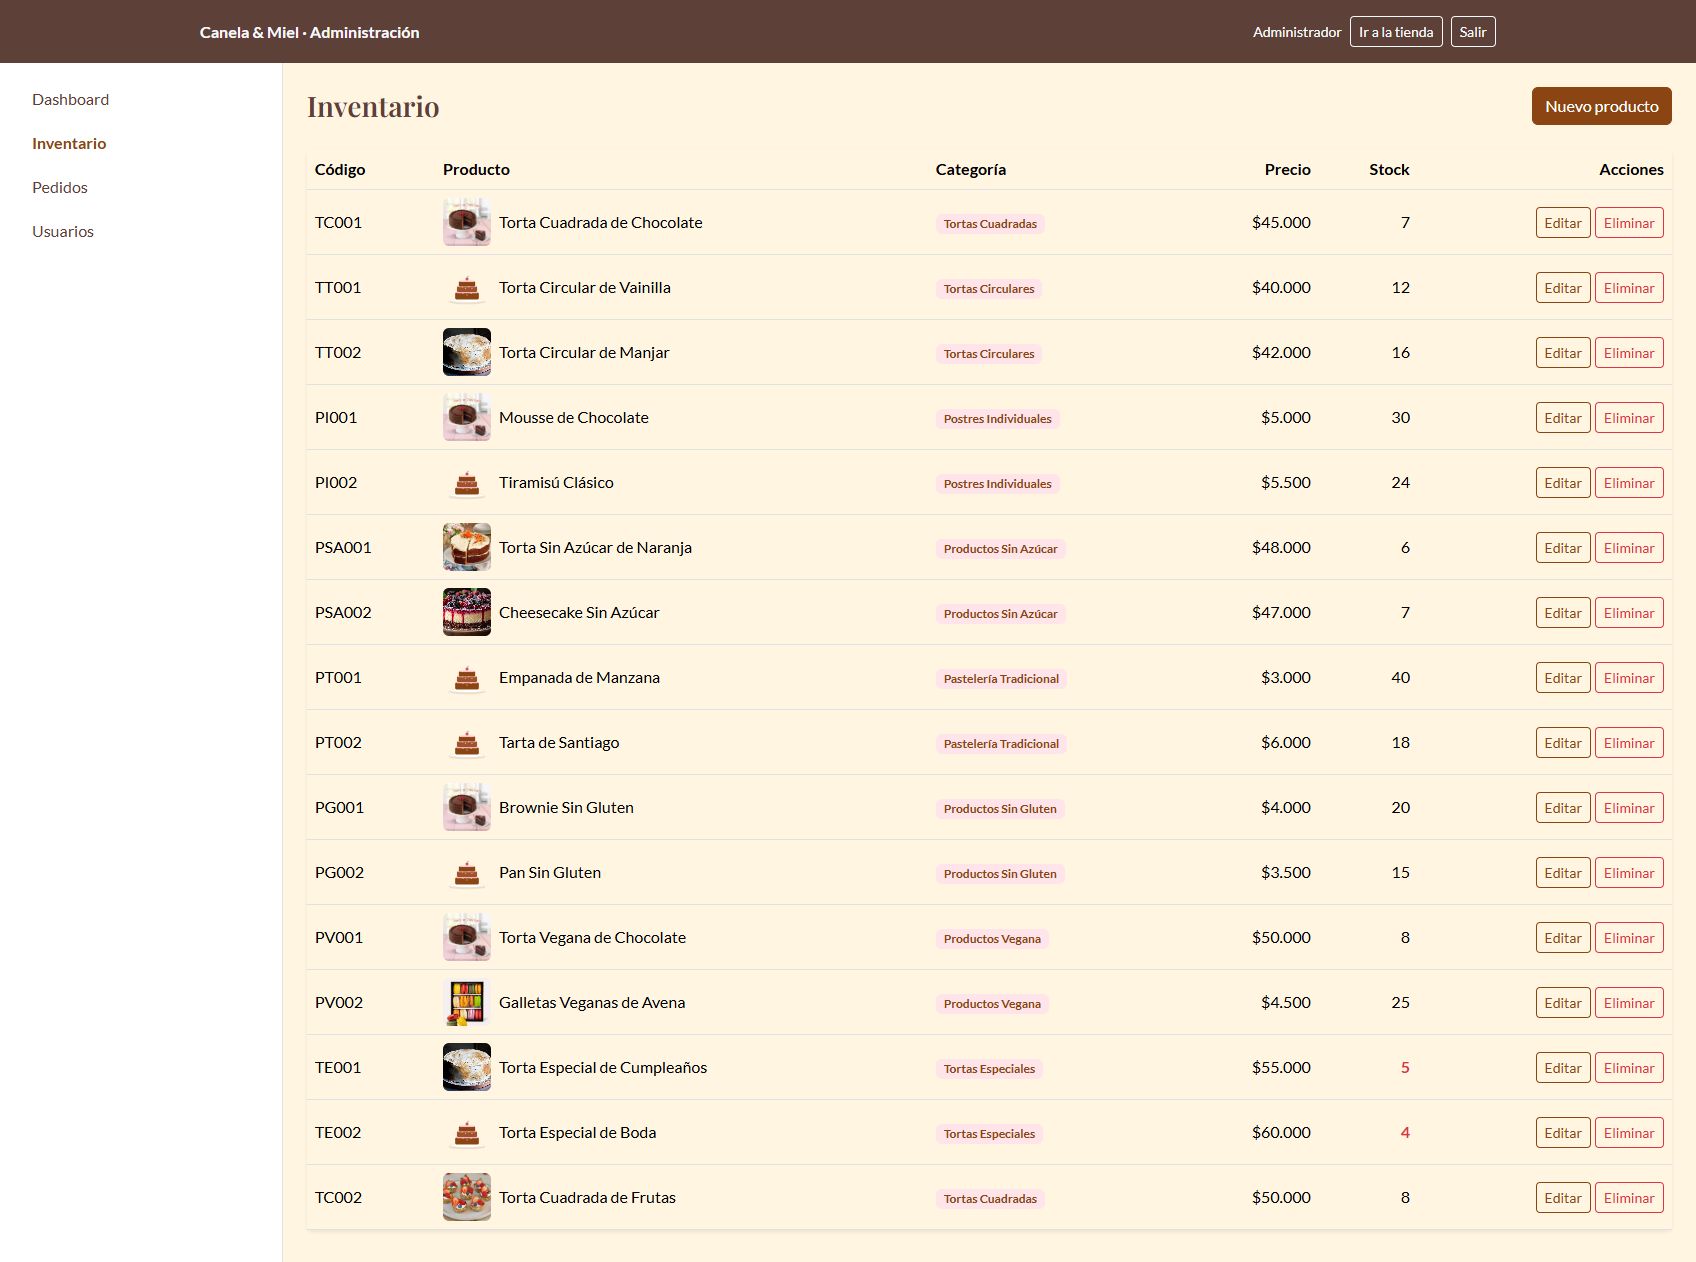 Canela & Miel · Administración
Administrador Ir a la tienda Salir
Dashboard
Inventario
Pedidos
Usuarios
Inventario
Nuevo producto
Código Producto Categoría Precio Stock Acciones
TC001 Torta Cuadrada de Chocolate Tortas Cuadradas $45.000 7 Editar Eliminar
TT001 Torta Circular de Vainilla Tortas Circulares $40.000 12 Editar Eliminar
TT002 Torta Circular de Manjar Tortas Circulares $42.000 16 Editar Eliminar
PI001 Mousse de Chocolate Postres Individuales $5.000 30 Editar Eliminar
PI002 Tiramisú Clásico Postres Individuales $5.500 24 Editar Eliminar
PSA001 Torta Sin Azúcar de Naranja Productos Sin Azúcar $48.000 6 Editar Eliminar
PSA002 Cheesecake Sin Azúcar Productos Sin Azúcar $47.000 7 Editar Eliminar
PT001 Empanada de Manzana Pastelería Tradicional $3.000 40 Editar Eliminar
PT002 Tarta de Santiago Pastelería Tradicional $6.000 18 Editar Eliminar
PG001 Brownie Sin Gluten Productos Sin Gluten $4.000 20 Editar Eliminar
PG002 Pan Sin Gluten Productos Sin Gluten $3.500 15 Editar Eliminar
PV001 Torta Vegana de Chocolate Productos Vegana $50.000 8 Editar Eliminar
PV002 Galletas Veganas de Avena Productos Vegana $4.500 25 Editar Eliminar
TE001 Torta Especial de Cumpleaños Tortas Especiales $55.000 5 Editar Eliminar
TE002 Torta Especial de Boda Tortas Especiales $60.000 4 Editar Eliminar
TC002 Torta Cuadrada de Frutas Tortas Cuadradas $50.000 8 Editar Eliminar